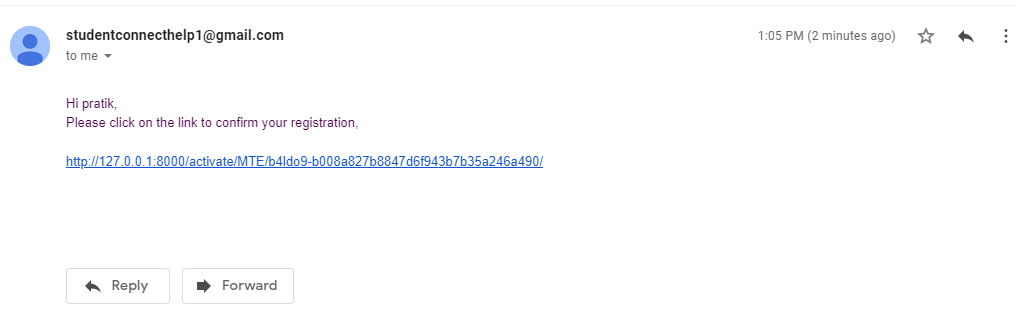 studentconnecthelp1@gmail.com
1:05 PM (2 minutes ago)
to me
Hi pratik,
Please click on the link to confirm your registration,
http://127.0.0.1:8000/activate/MTE/b4ldo9-b008a827b8847d6f943b7b35a246a490/
Reply
Forward